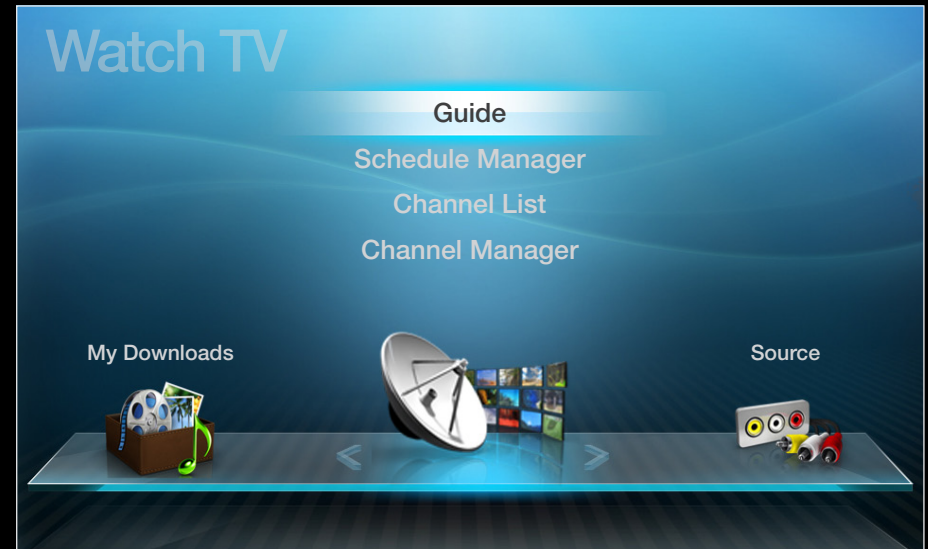 Watch TV
Guide
Schedule Manager
Channel List
Channel Manager
My Downloads
Source